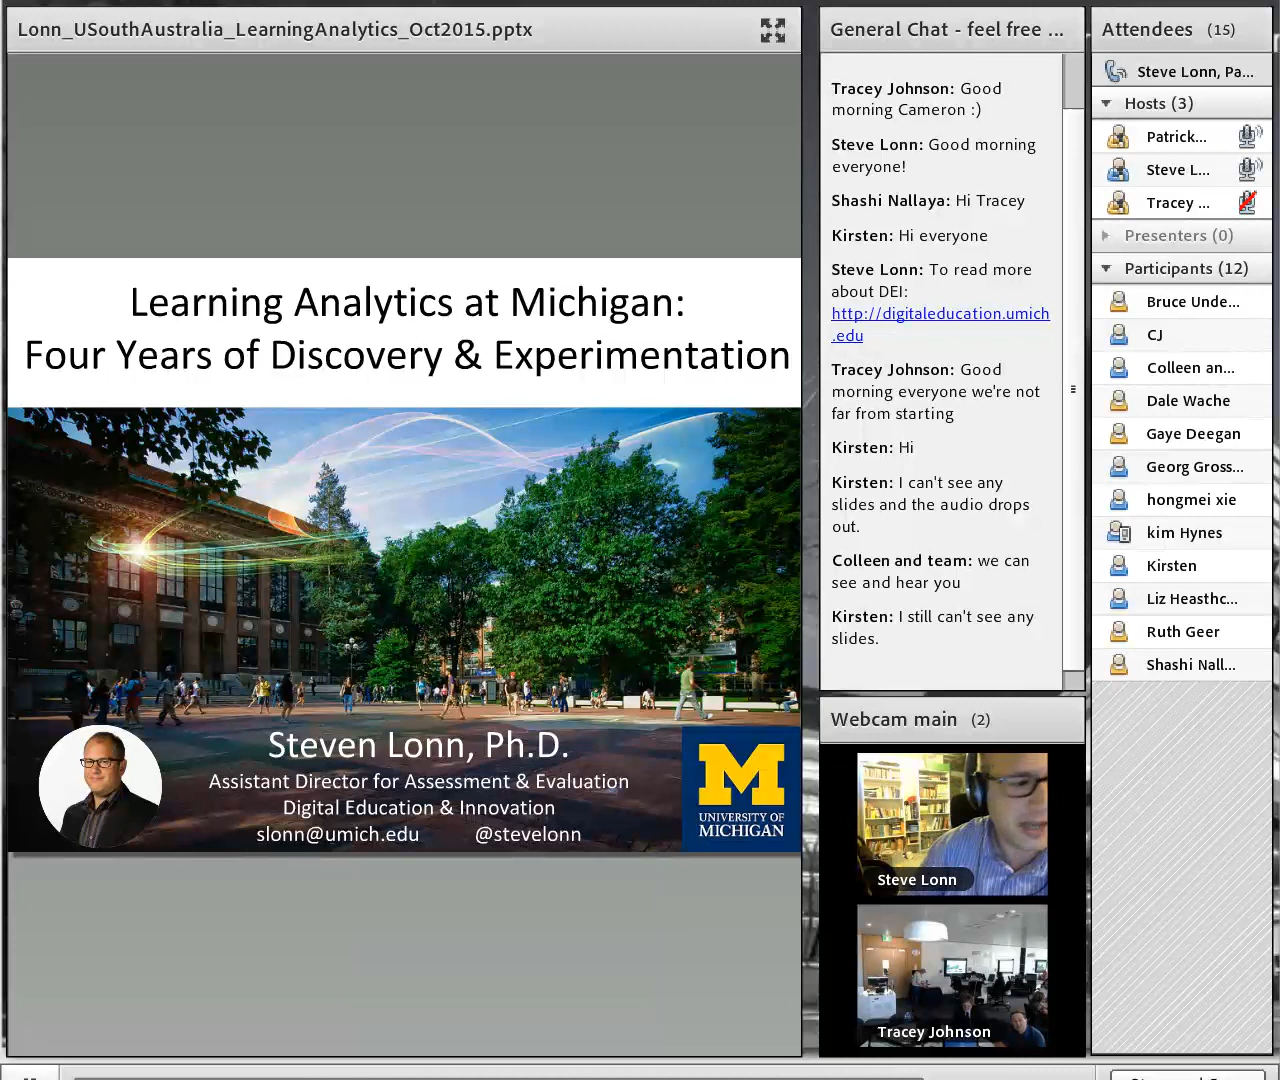 Lonn_USouthAustralia_LearningAnalytics_Oct2015.pptx
Learning Analytics at Michigan:
Four Years of Discovery & Experimentation
Steven Lonn, Ph.D.
Assistant Director for Assessment & Evaluation
Digital Education & Innovation
slonn@umich.edu @stevelonn
M
UNIVERSITY OF
MICHIGAN
General Chat - feel free ...
Tracey Johnson: Good
morning Cameron :)
Steve Lonn: Good morning
everyone!
Shashi Nallaya: Hi Tracey
Kirsten: Hi everyone
Steve Lonn: To read more
about DEI:
http://digitaleducation.umich
.edu
Tracey Johnson: Good
morning everyone we're not
far from starting
Kirsten: Hi
Kirsten: I can't see any
slides and the audio drops
out.
Colleen and team: we can
see and hear you
Kirsten: I still can't see any
slides.
Webcam main (2)
Steve Lonn
Tracey Johnson
Attendees (15)
Steve Lonn, Pa...
Hosts (3)
Patrick...
Steve L...
Tracey ...
Presenters (0)
Participants (12)
Bruce Unde...
CJ
Colleen an...
Dale Wache
Gaye Deegan
Georg Gross...
hongmei xie
kim Hynes
Kirsten
Liz Heasthc...
Ruth Geer
Shashi Nall...